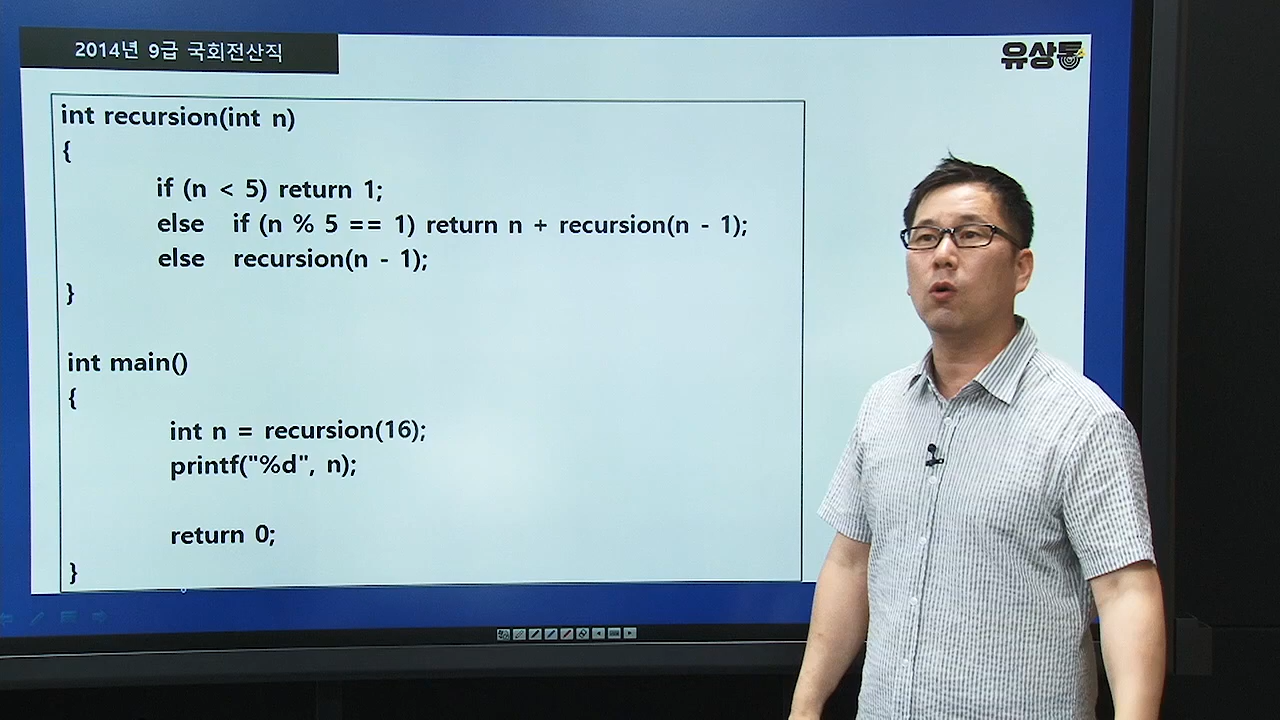 2014년 9급 국회전산직
유상통
int recursion(int n)
{
if (n < 5) return 1;
else if (n % 5 == 1) return n + recursion(n - 1);
else recursion(n - 1);
}
int main()
{
int n = recursion(16);
printf("%d", n);
return 0;
}